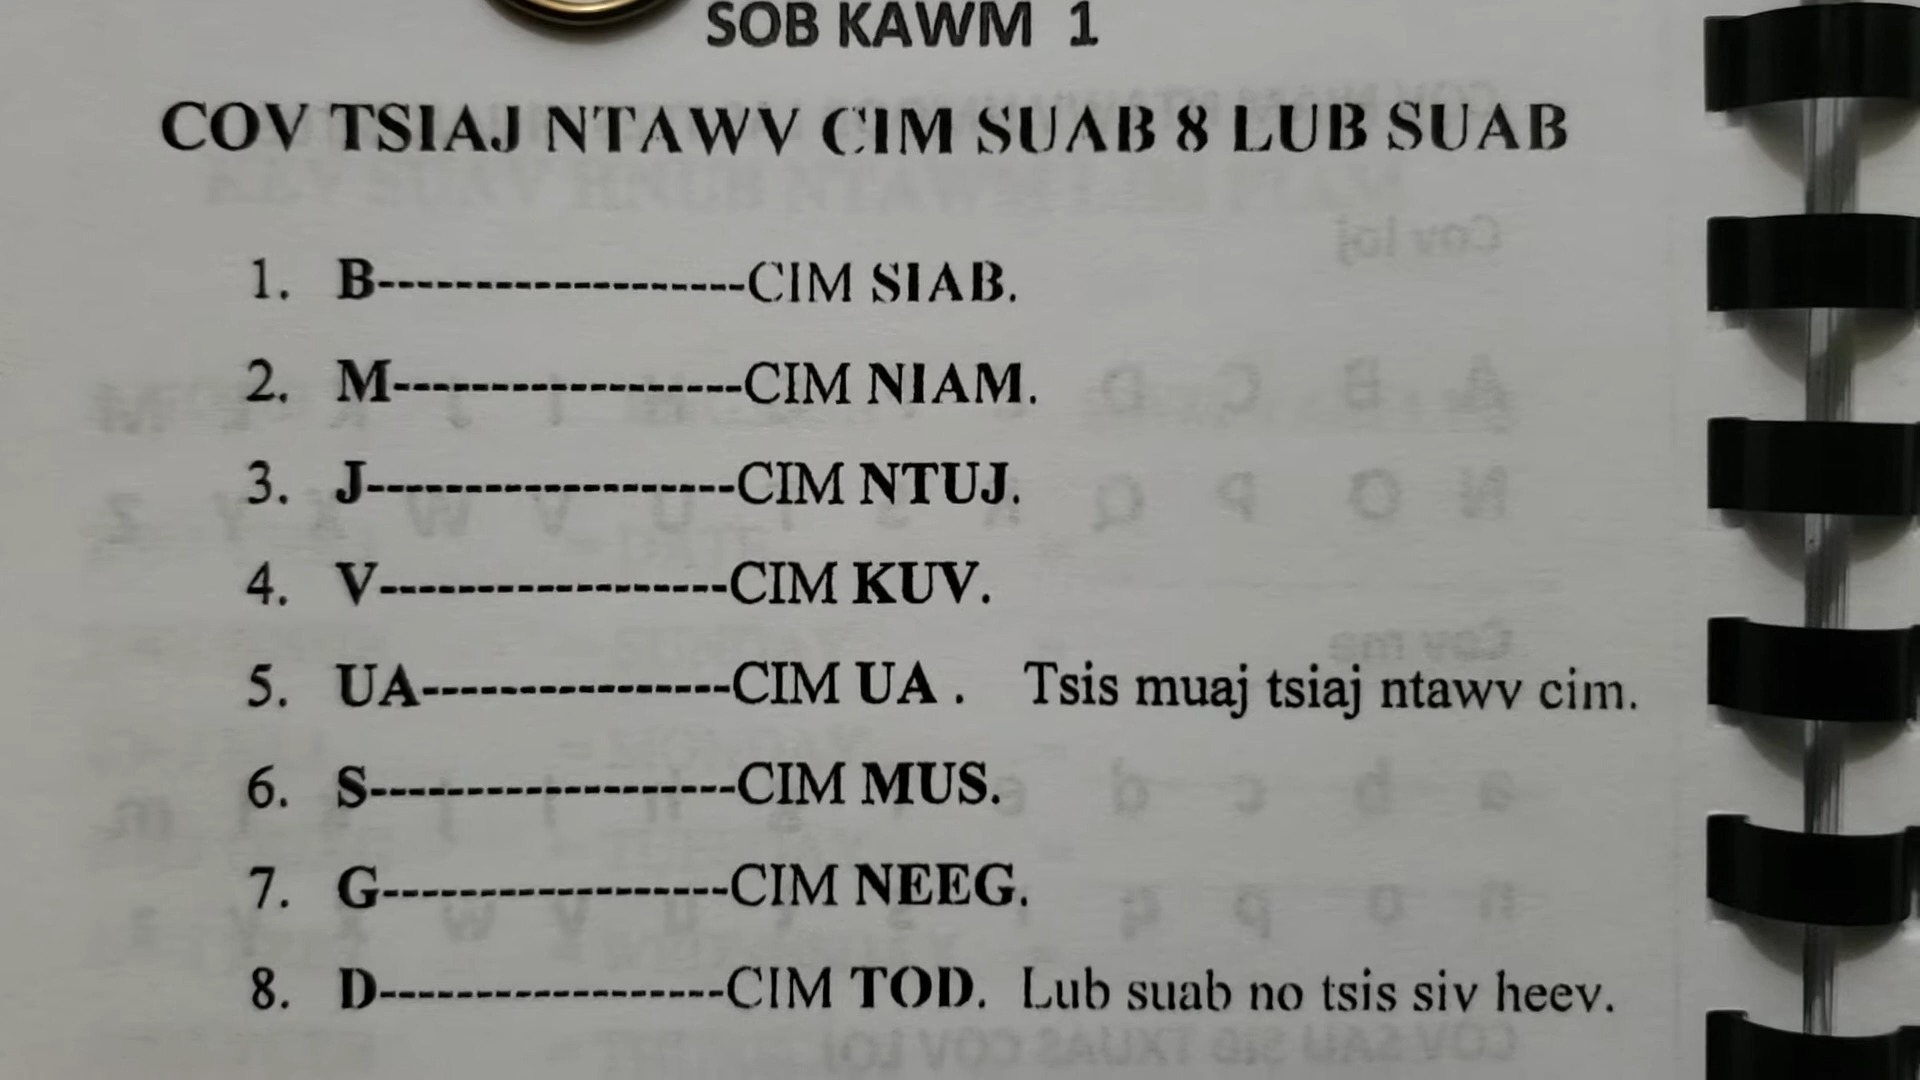 SOB KAWM 1
COV TSIAJ NTAWV CIM SUAB 8 LUB SUAB
1. B-------------------CIM SIAB.
2. M------------------CIM NIAM.
3. J-------------------CIM NTUJ.
4. V------------------CIM KUV.
5. UA----------------CIM UA . Tsis muaj tsiaj ntawv cim.
6. S-------------------CIM MUS.
7. G------------------CIM NEEG.
8. D------------------CIM TOD. Lub suab no tsis siv heev.